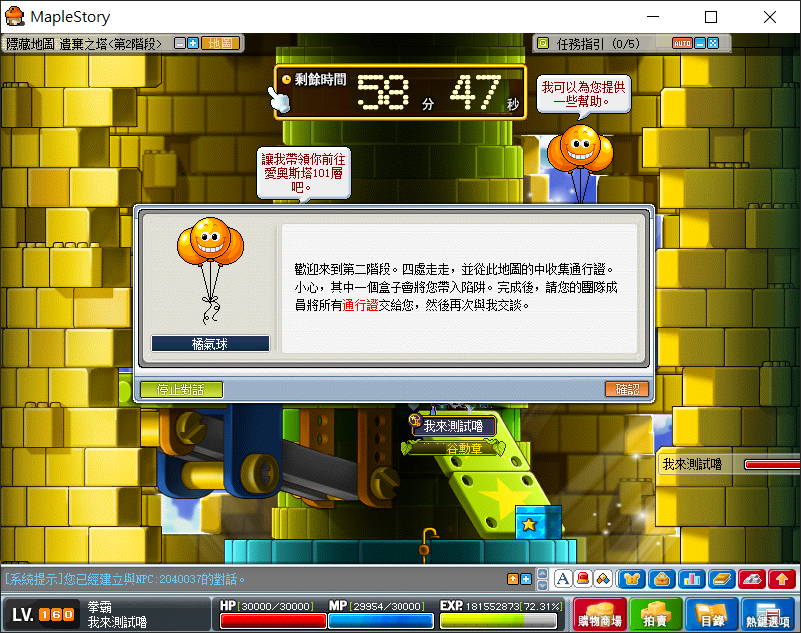 MapleStory
隱藏地圖 遺棄之塔<第2階段>
地圖
任務指引 (0/5)
AUTO
剩餘時間
58 分 47 秒
我可以為您提供
一些幫助。
讓我帶領你前往
愛奧斯塔101層
吧。
歡迎來到第二階段。四處走走，並從此地圖的中收集通行證。
小心，其中一個盒子會將您帶入陷阱。完成後，請您的團隊成
員將所有通行證交給您，然後再次與我交談。
橘氣球
停止對話
確認
我來測試嚕
谷動章
我來測試嚕
[系統提示]您已經建立與NPC:2040037的對話。
A
LV. 160
拳霸
我來測試嚕
HP[30000/30000]
MP[29954/30000]
EXP.181552873[72.31%]
購物商場
拍賣
目錄
熱鍵選項